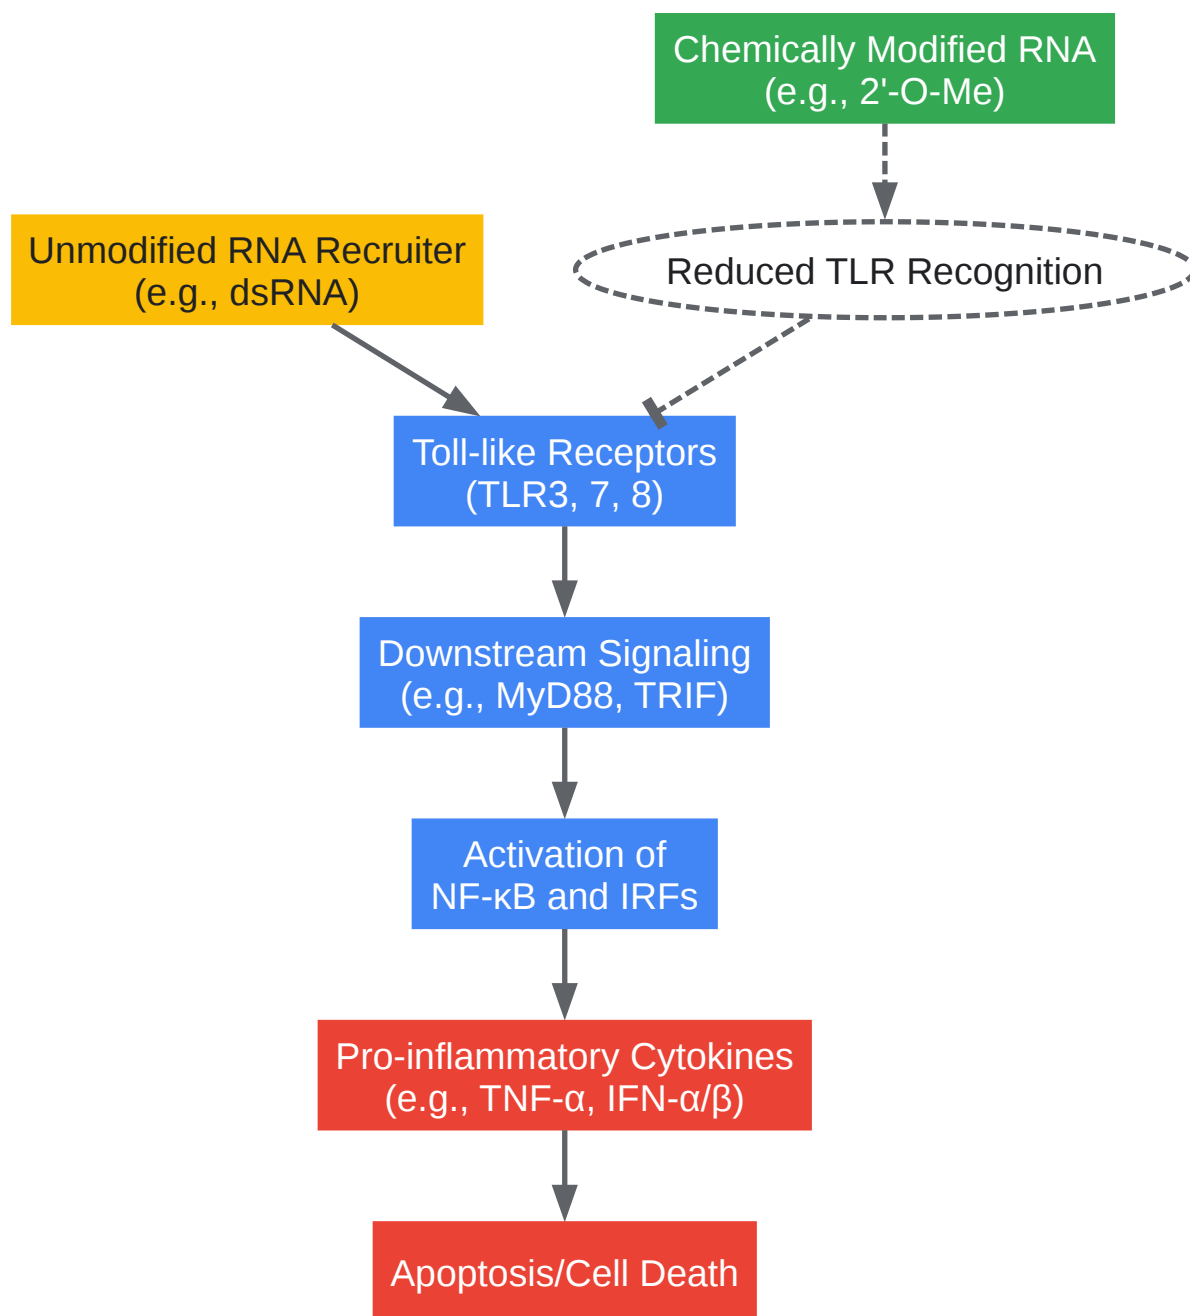 Chemically Modified RNA
(e.g., 2'-O-Me)
Unmodified RNA Recruiter
(e.g., dsRNA)
Reduced TLR Recognition
Toll-like Receptors
(TLR3, 7, 8)
Downstream Signaling
(e.g., MyD88, TRIF)
Activation of
NF-κB and IRFs
Pro-inflammatory Cytokines
(e.g., TNF-α, IFN-α/β)
Apoptosis/Cell Death